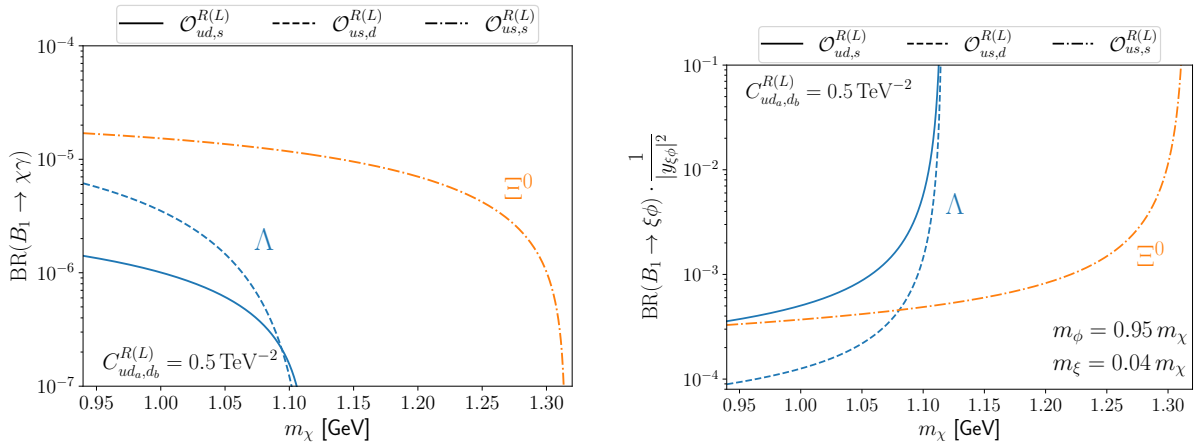 𝒪^{R(L)}_{ud,s} 𝒪^{R(L)}_{us,d} 𝒪^{R(L)}_{us,s}
10^{-4}
10^{-5}
10^{-6}
10^{-7}
BR(B_1 → χγ)
Ξ^0
Λ
C^{R(L)}_{ud_a,d_b} = 0.5 TeV^{-2}
0.95 1.00 1.05 1.10 1.15 1.20 1.25 1.30
m_χ [GeV]
𝒪^{R(L)}_{ud,s} 𝒪^{R(L)}_{us,d} 𝒪^{R(L)}_{us,s}
10^{-1}
10^{-2}
10^{-3}
10^{-4}
BR(B_1 → ξϕ) · \frac{1}{|y_{ξϕ}|^2}
C^{R(L)}_{ud_a,d_b} = 0.5 TeV^{-2}
Λ
Ξ^0
m_ϕ = 0.95 m_χ
m_ξ = 0.04 m_χ
0.95 1.00 1.05 1.10 1.15 1.20 1.25 1.30
m_χ [GeV]